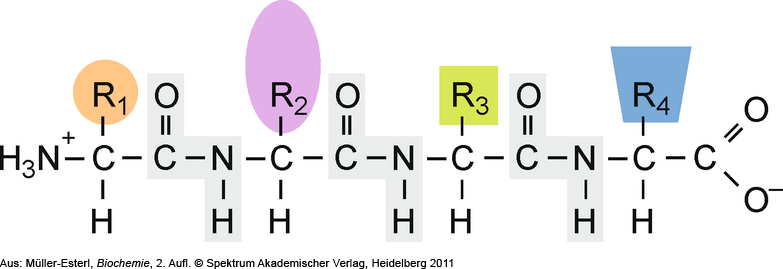 R1 O R2 O R3 O R4 O
H3N+ – C – C – N – C – C – N – C – C – N – C – C
H H H H H H H O–
Aus: Müller-Esterl, Biochemie, 2. Aufl. © Spektrum Akademischer Verlag, Heidelberg 2011